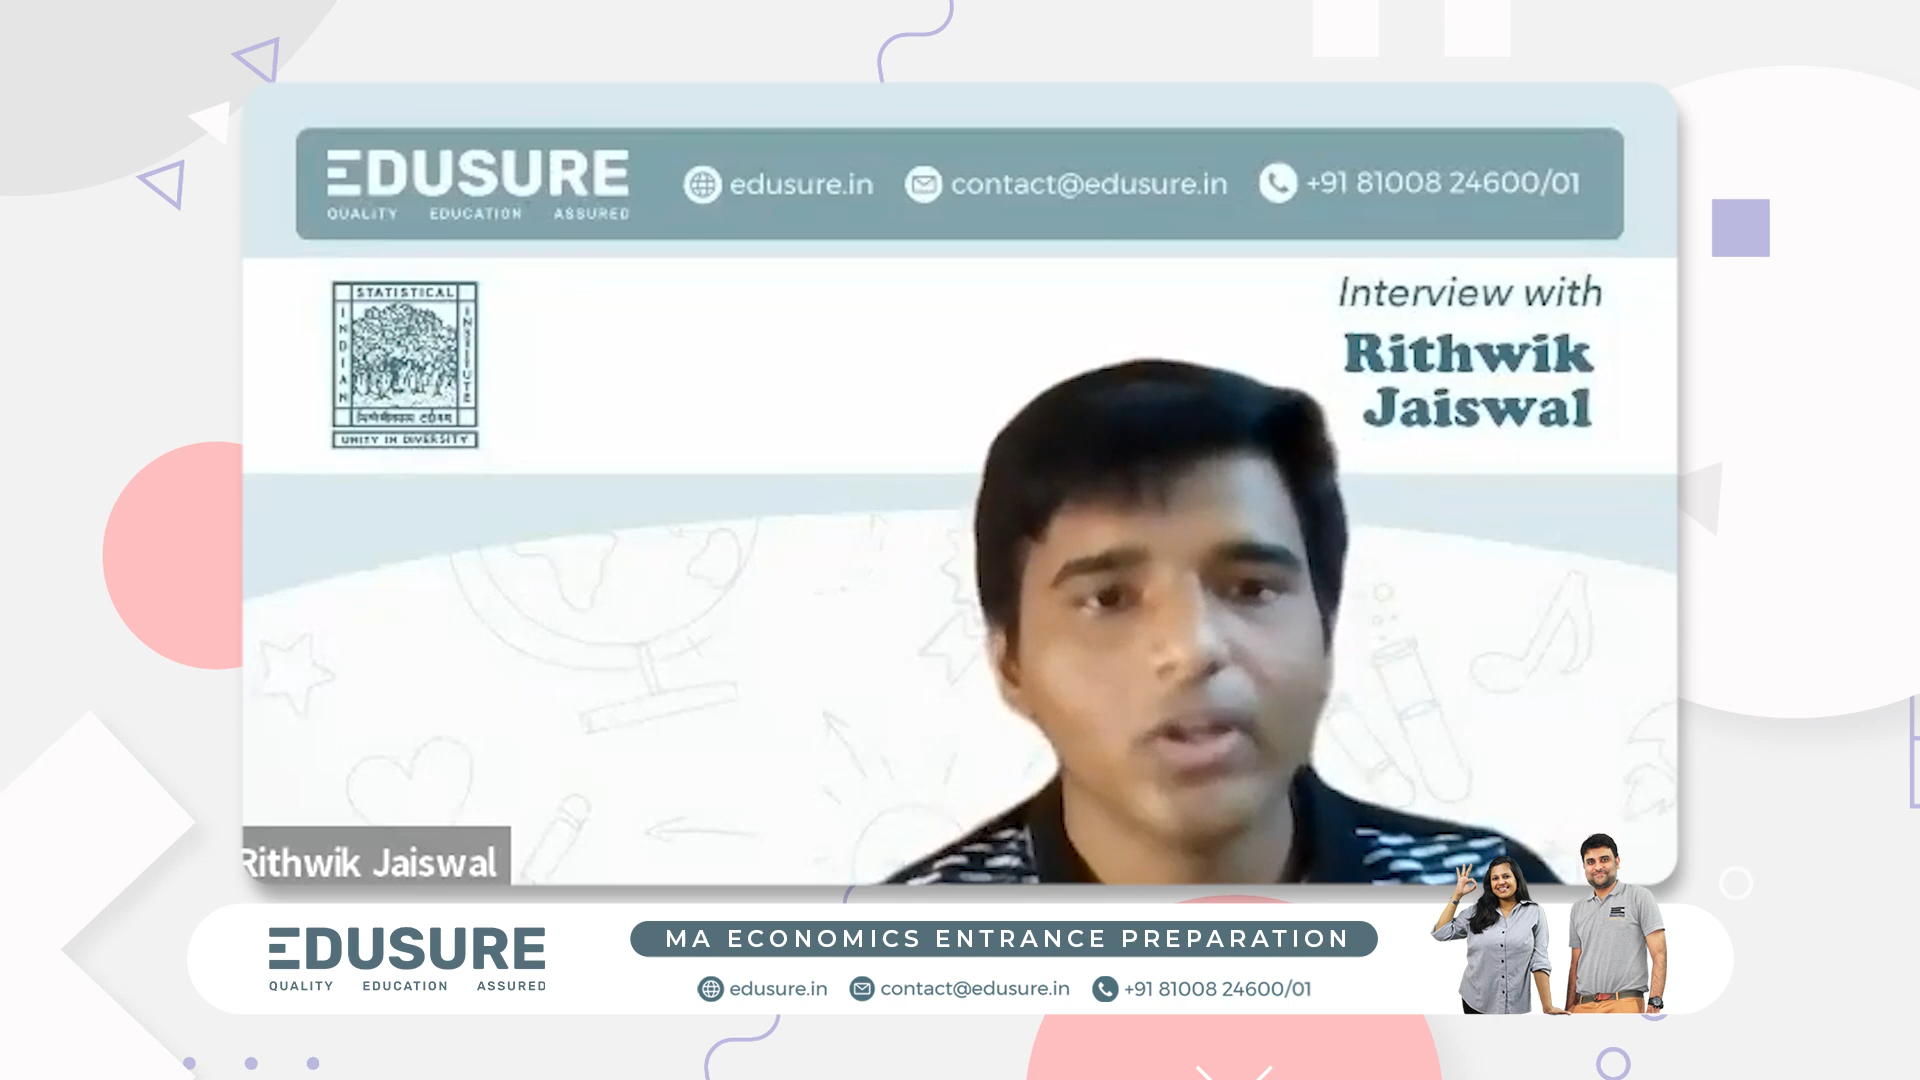 EDUSURE
QUALITY EDUCATION ASSURED
edusure.in
contact@edusure.in
+91 81008 24600/01
STATISTICAL
INDIAN
INSTITUTE
UNITY IN DIVERSITY
Interview with
Rithwik
Jaiswal
Rithwik Jaiswal
EDUSURE
QUALITY EDUCATION ASSURED
MA ECONOMICS ENTRANCE PREPARATION
edusure.in
contact@edusure.in
+91 81008 24600/01